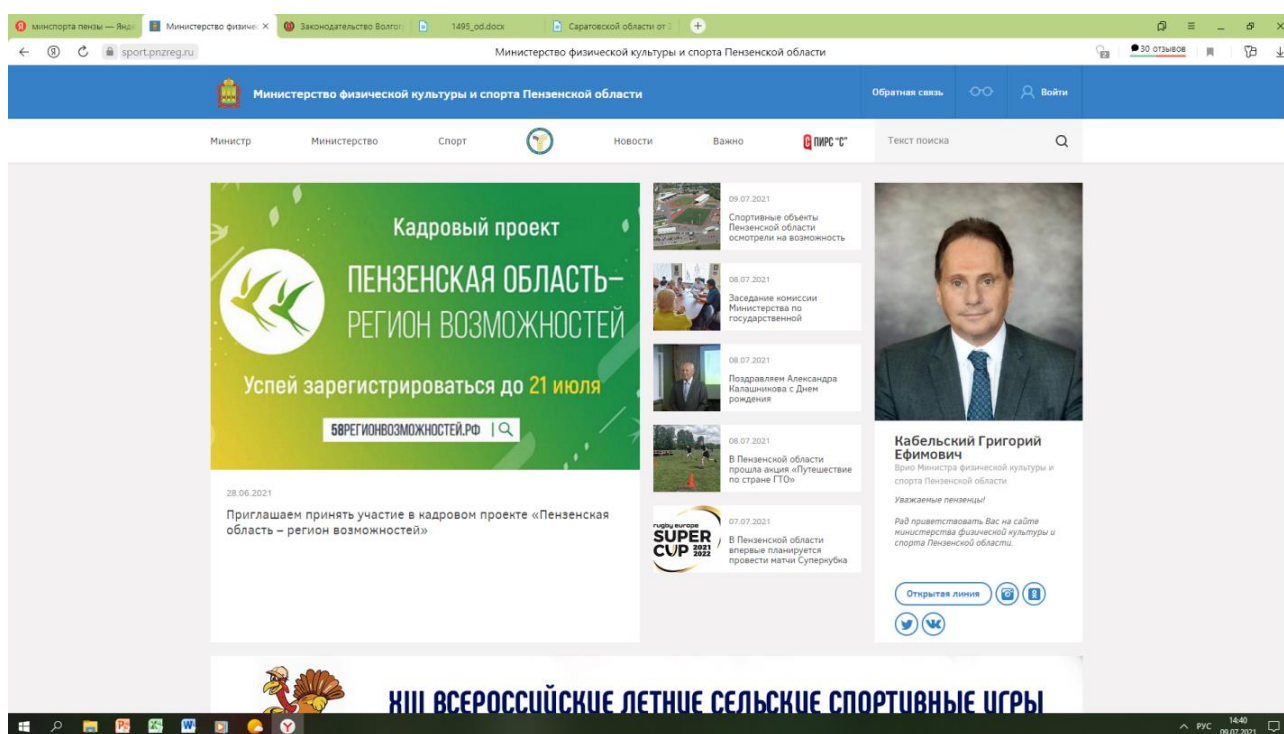 минспорта пензы — Янде
Министерство физичес
Законодательство Волгог
1495_od.docx
Саратовской области от
sport.pnzreg.ru
Министерство физической культуры и спорта Пензенской области
30 отзывов
Министерство физической культуры и спорта Пензенской области
Обратная связь
Войти
Министр
Министерство
Спорт
Новости
Важно
ПИРС "С"
Текст поиска
Кадровый проект
ПЕНЗЕНСКАЯ ОБЛАСТЬ–
РЕГИОН ВОЗМОЖНОСТЕЙ
Успей зарегистрироваться до 21 июля
58РЕГИОНВОЗМОЖНОСТЕЙ.РФ
28.06.2021
Приглашаем принять участие в кадровом проекте «Пензенская
область – регион возможностей»
09.07.2021
Спортивные объекты
Пензенской области
осмотрели на возможность
08.07.2021
Заседание комиссии
Министерства по
государственной
08.07.2021
Поздравляем Александра
Калашникова с Днем
рождения
08.07.2021
В Пензенской области
прошла акция «Путешествие
по стране ГТО»
rugby europe
SUPER
CUP 2021
2022
07.07.2021
В Пензенской области
впервые планируется
провести матчи Суперкубка
Кабельский Григорий
Ефимович
Врио Министра физической культуры и
спорта Пензенской области
Уважаемые пензенцы!
Рад приветствовать Вас на сайте
министерства физической культуры и
спорта Пензенской области.
Открытая линия
XIII ВСЕРОССИЙСКИЕ ЛЕТНИЕ СЕЛЬСКИЕ СПОРТИВНЫЕ ИГРЫ
РУС
14:40
09.07.2021